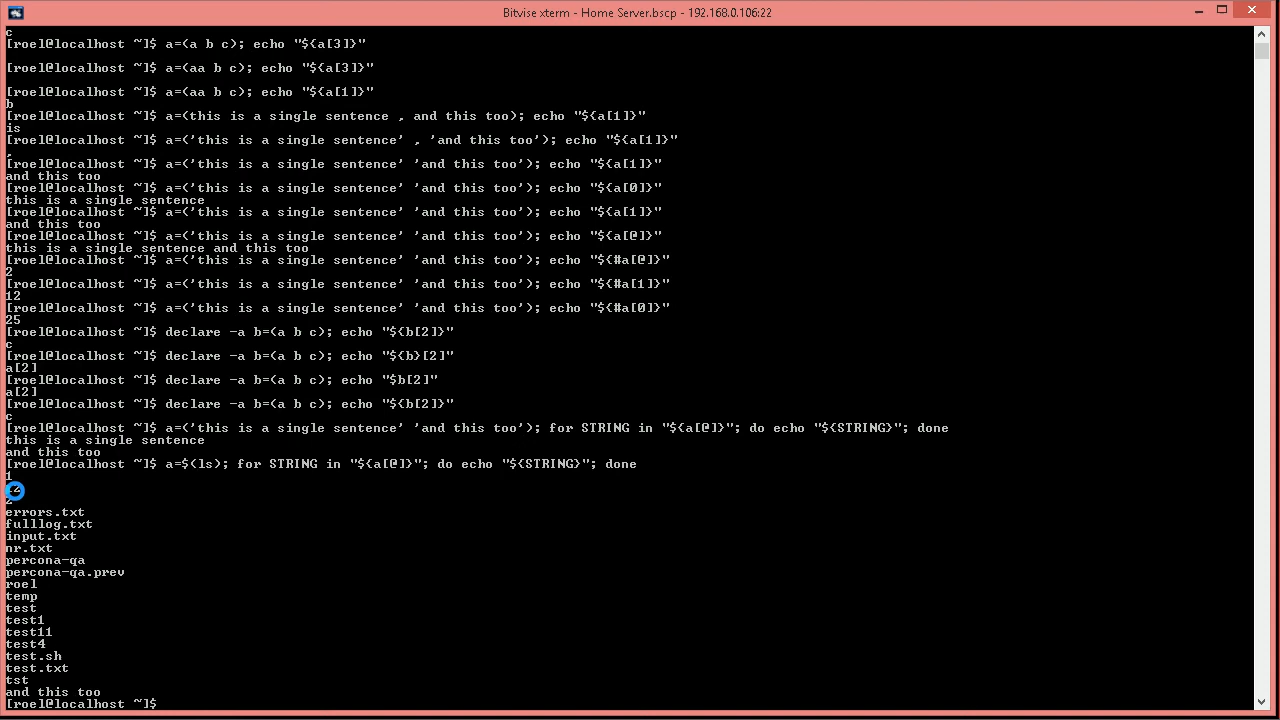 Bitvise xterm - Home Server.bscp - 192.168.0.106:22
c
[roel@localhost ~]$ a=(a b c); echo "${a[3]}"
[roel@localhost ~]$ a=(aa b c); echo "${a[3]}"
[roel@localhost ~]$ a=(aa b c); echo "${a[1]}"
b
[roel@localhost ~]$ a=(this is a single sentence , and this too); echo "${a[1]}"
is
[roel@localhost ~]$ a=('this is a single sentence' , 'and this too'); echo "${a[1]}"
,
[roel@localhost ~]$ a=('this is a single sentence' 'and this too'); echo "${a[1]}"
and this too
[roel@localhost ~]$ a=('this is a single sentence' 'and this too'); echo "${a[0]}"
this is a single sentence
[roel@localhost ~]$ a=('this is a single sentence' 'and this too'); echo "${a[1]}"
and this too
[roel@localhost ~]$ a=('this is a single sentence' 'and this too'); echo "${a[@]}"
this is a single sentence and this too
[roel@localhost ~]$ a=('this is a single sentence' 'and this too'); echo "${#a[@]}"
2
[roel@localhost ~]$ a=('this is a single sentence' 'and this too'); echo "${#a[1]}"
12
[roel@localhost ~]$ a=('this is a single sentence' 'and this too'); echo "${#a[0]}"
25
[roel@localhost ~]$ declare -a b=(a b c); echo "${b[2]}"
c
[roel@localhost ~]$ declare -a b=(a b c); echo "${b}[2]"
a[2]
[roel@localhost ~]$ declare -a b=(a b c); echo "$b[2]"
a[2]
[roel@localhost ~]$ declare -a b=(a b c); echo "${b[2]}"
c
[roel@localhost ~]$ a=('this is a single sentence' 'and this too'); for STRING in "${a[@]}"; do echo "${STRING}"; done
this is a single sentence
and this too
[roel@localhost ~]$ a=$(ls); for STRING in "${a[@]}"; do echo "${STRING}"; done
1
2
errors.txt
fulllog.txt
input.txt
nr.txt
percona-qa
percona-qa.prev
roel
temp
test
test1
test11
test4
test.sh
test.txt
tst
and this too
[roel@localhost ~]$